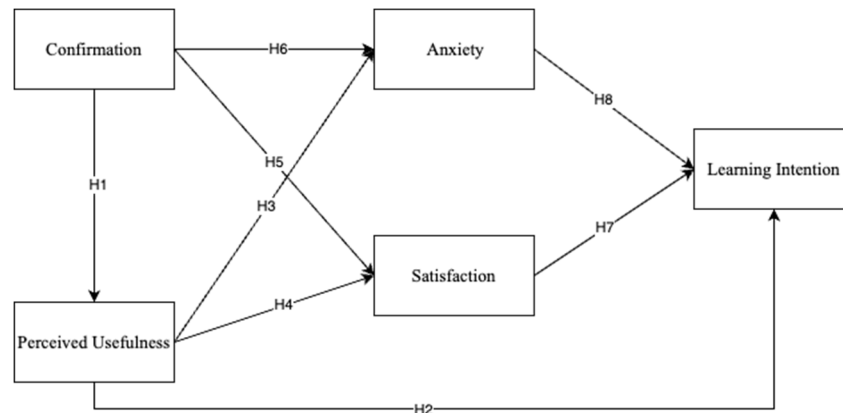 Confirmation
H6
Anxiety
H8
H5
Learning Intention
H1
H3
H7
Satisfaction
H4
Perceived Usefulness
H2